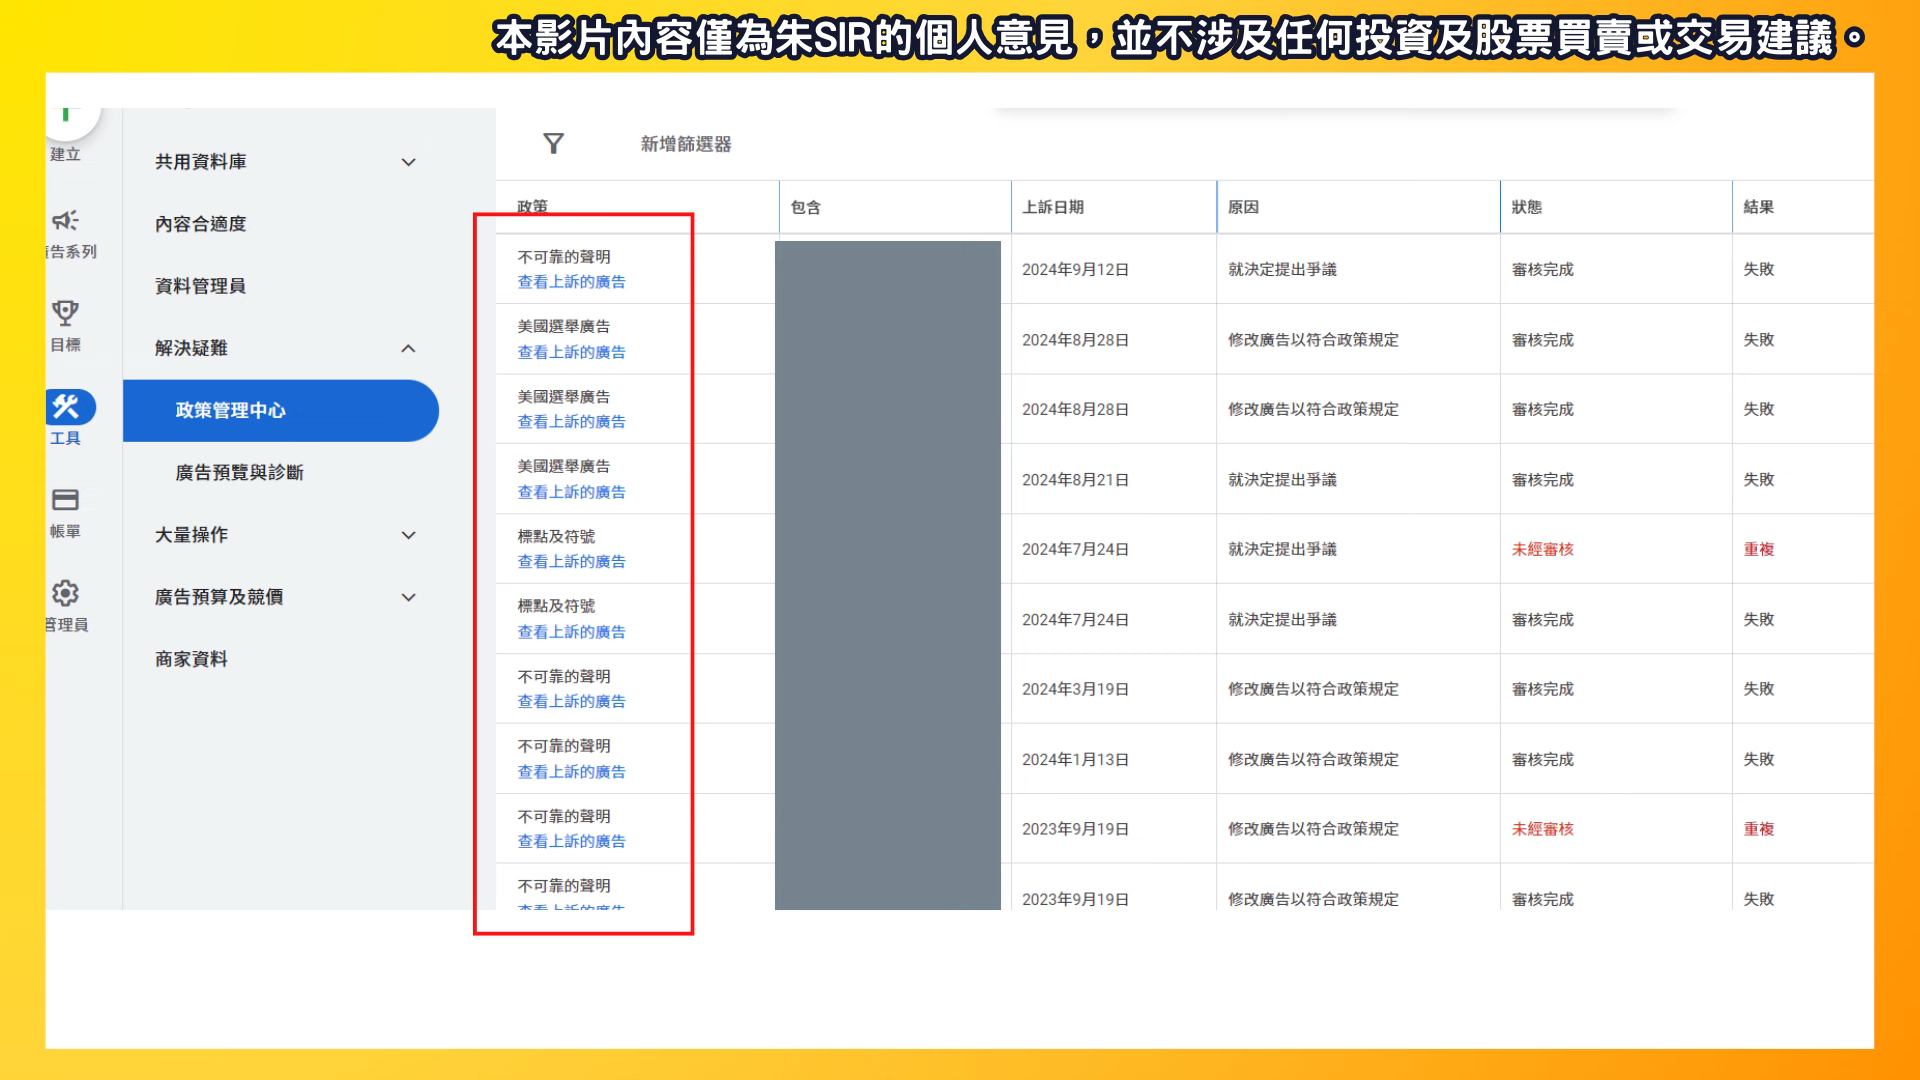 本影片內容僅為朱SIR的個人意見，並不涉及任何投資及股票買賣或交易建議。
建立
告系列
目標
工具
帳單
管理員
共用資料庫
內容合適度
資料管理員
解決疑難
政策管理中心
廣告預覽與診斷
大量操作
廣告預算及競價
商家資料
新增篩選器
政策 包含 上訴日期 原因 狀態 結果
不可靠的聲明
查看上訴的廣告
2024年9月12日 就決定提出爭議 審核完成 失敗
美國選舉廣告
查看上訴的廣告
2024年8月28日 修改廣告以符合政策規定 審核完成 失敗
美國選舉廣告
查看上訴的廣告
2024年8月28日 修改廣告以符合政策規定 審核完成 失敗
美國選舉廣告
查看上訴的廣告
2024年8月21日 就決定提出爭議 審核完成 失敗
標點及符號
查看上訴的廣告
2024年7月24日 就決定提出爭議 未經審核 重複
標點及符號
查看上訴的廣告
2024年7月24日 就決定提出爭議 審核完成 失敗
不可靠的聲明
查看上訴的廣告
2024年3月19日 修改廣告以符合政策規定 審核完成 失敗
不可靠的聲明
查看上訴的廣告
2024年1月13日 修改廣告以符合政策規定 審核完成 失敗
不可靠的聲明
查看上訴的廣告
2023年9月19日 修改廣告以符合政策規定 未經審核 重複
不可靠的聲明
查看上訴的廣告
2023年9月19日 修改廣告以符合政策規定 審核完成 失敗